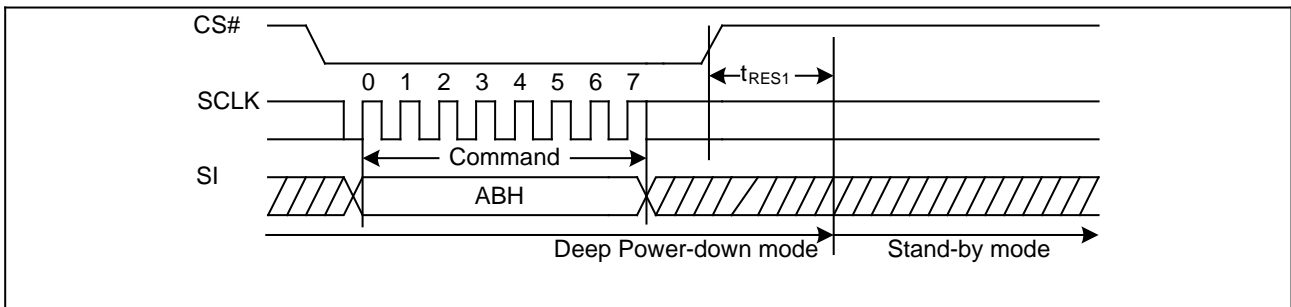 CS#
tRES1
0 1 2 3 4 5 6 7
SCLK
Command
SI
ABH
Deep Power-down mode Stand-by mode